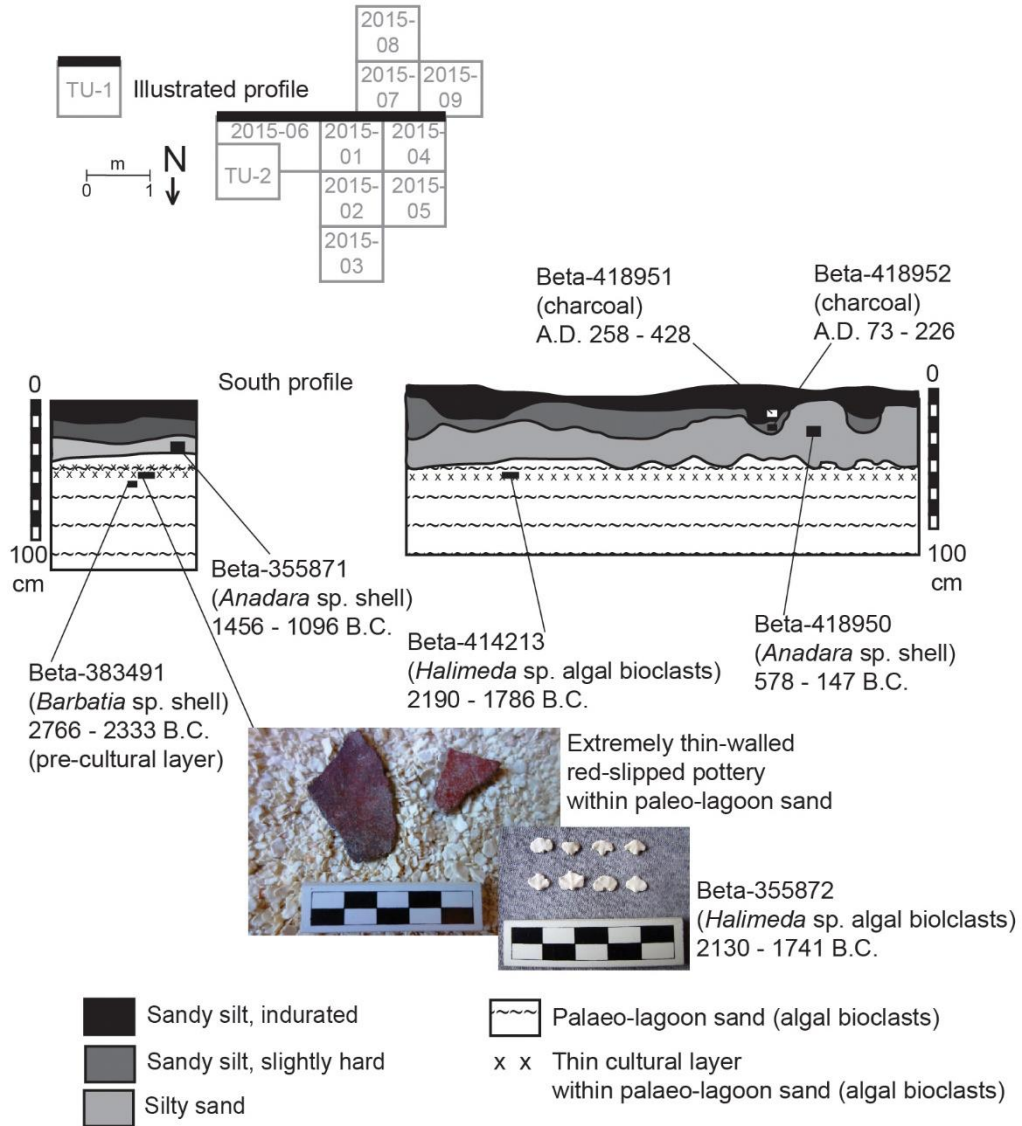 2015-
08
TU-1
Illustrated profile
2015-
07
2015-
09
2015-06
2015-
01
2015-
04
TU-2
2015-
02
2015-
05
2015-
03
m
0 1
N
Beta-418951
(charcoal)
A.D. 258 - 428
Beta-418952
(charcoal)
A.D. 73 - 226
0
South profile
0
100
cm
100
cm
Beta-355871
(Anadara sp. shell)
1456 - 1096 B.C.
Beta-383491
(Barbatia sp. shell)
2766 - 2333 B.C.
(pre-cultural layer)
Beta-414213
(Halimeda sp. algal bioclasts)
2190 - 1786 B.C.
Beta-418950
(Anadara sp. shell)
578 - 147 B.C.
Extremely thin-walled
red-slipped pottery
within paleo-lagoon sand
Beta-355872
(Halimeda sp. algal biolclasts)
2130 - 1741 B.C.
Sandy silt, indurated
Sandy silt, slightly hard
Silty sand
Palaeo-lagoon sand (algal bioclasts)
x x Thin cultural layer
within palaeo-lagoon sand (algal bioclasts)